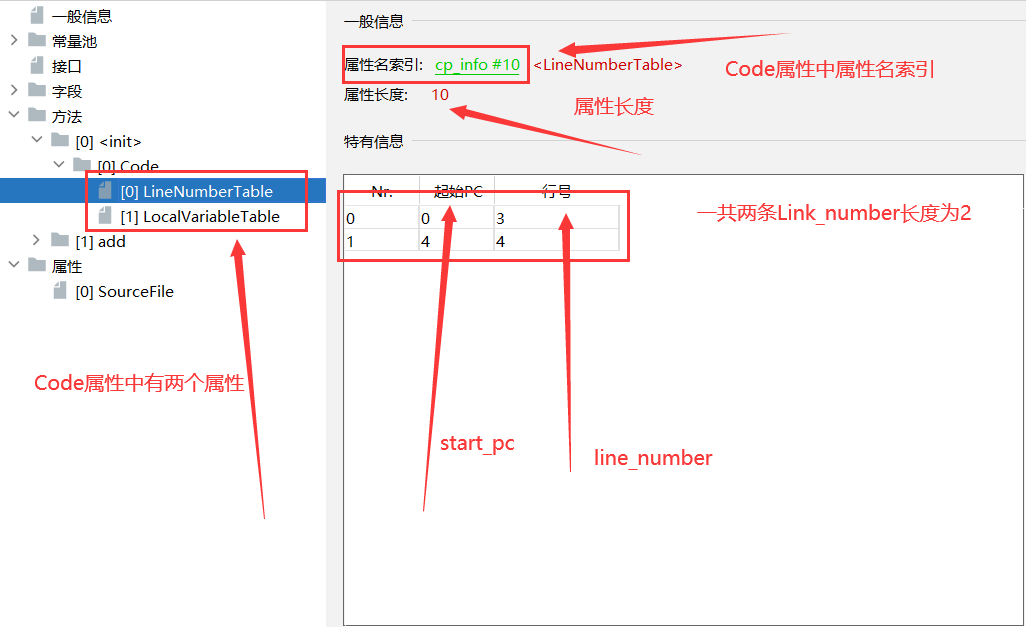 一般信息
常量池
接口
字段
方法
[0] <init>
[0] Code
[0] LineNumberTable
[1] LocalVariableTable
[1] add
属性
[0] SourceFile
Code属性中有两个属性
一般信息
属性名索引: cp_info #10 <LineNumberTable>
Code属性中属性名索引
属性长度: 10
属性长度
特有信息
Nr. 起始PC 行号
0 0 3
1 4 4
一共两条Link_number长度为2
start_pc
line_number